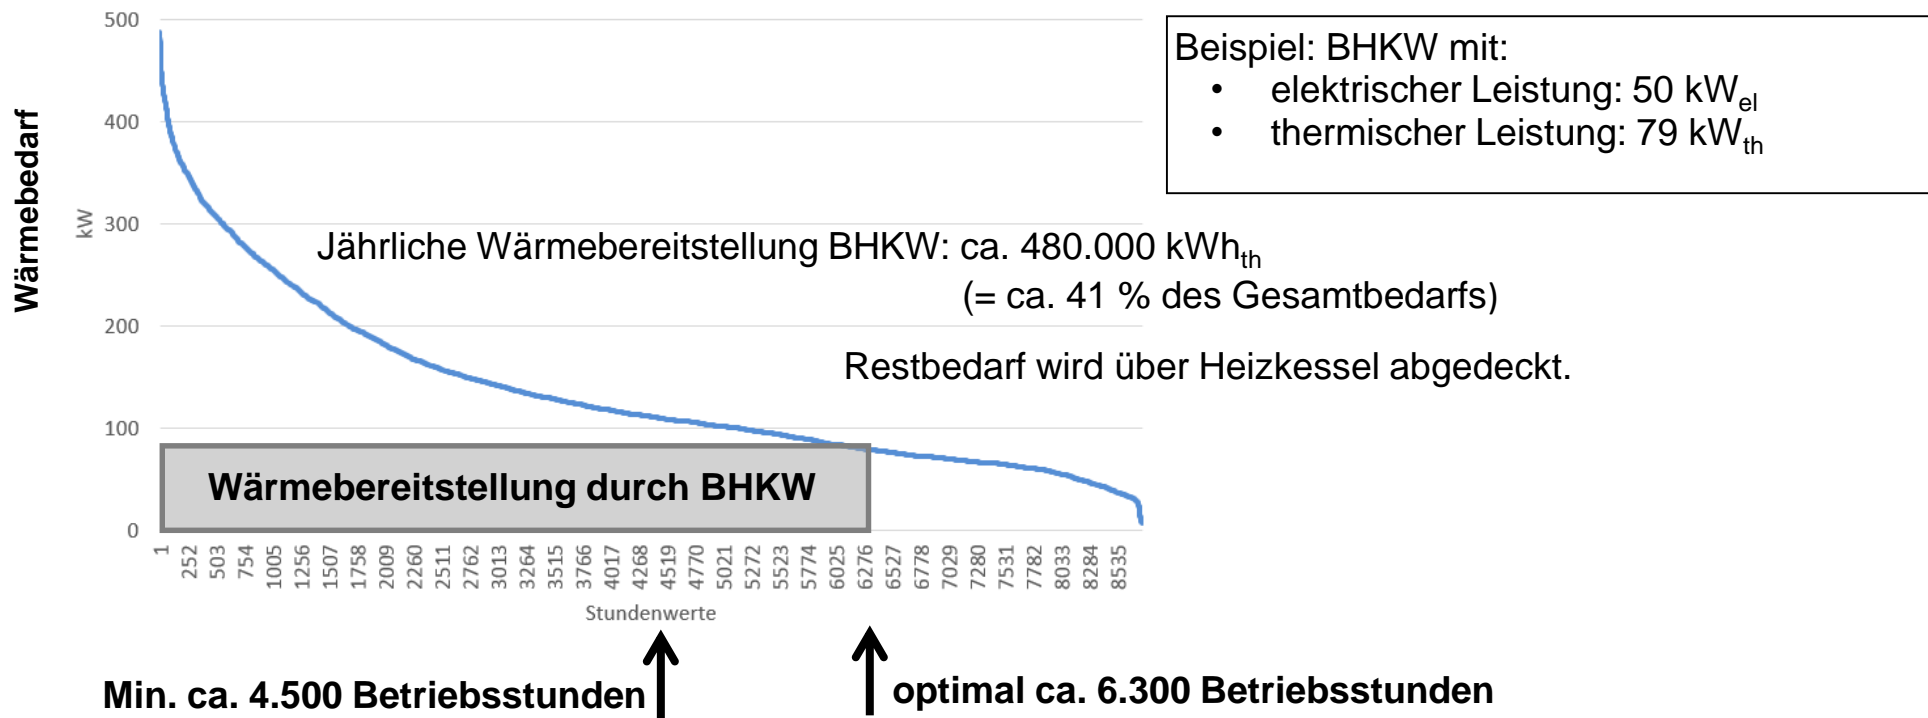 Wärmebedarf
kW
500
400
300
200
100
0
Beispiel: BHKW mit:
• elektrischer Leistung: 50 kWel
• thermischer Leistung: 79 kWth
Jährliche Wärmebereitstellung BHKW: ca. 480.000 kWhth
(= ca. 41 % des Gesamtbedarfs)
Restbedarf wird über Heizkessel abgedeckt.
Wärmebereitstellung durch BHKW
1 252 503 754 1005 1256 1507 1758 2009 2260 2511 2762 3013 3264 3515 3766 4017 4268 4519 4770 5021 5272 5523 5774 6025 6276 6527 6778 7029 7280 7531 7782 8033 8284 8535
Stundenwerte
Min. ca. 4.500 Betriebsstunden
optimal ca. 6.300 Betriebsstunden